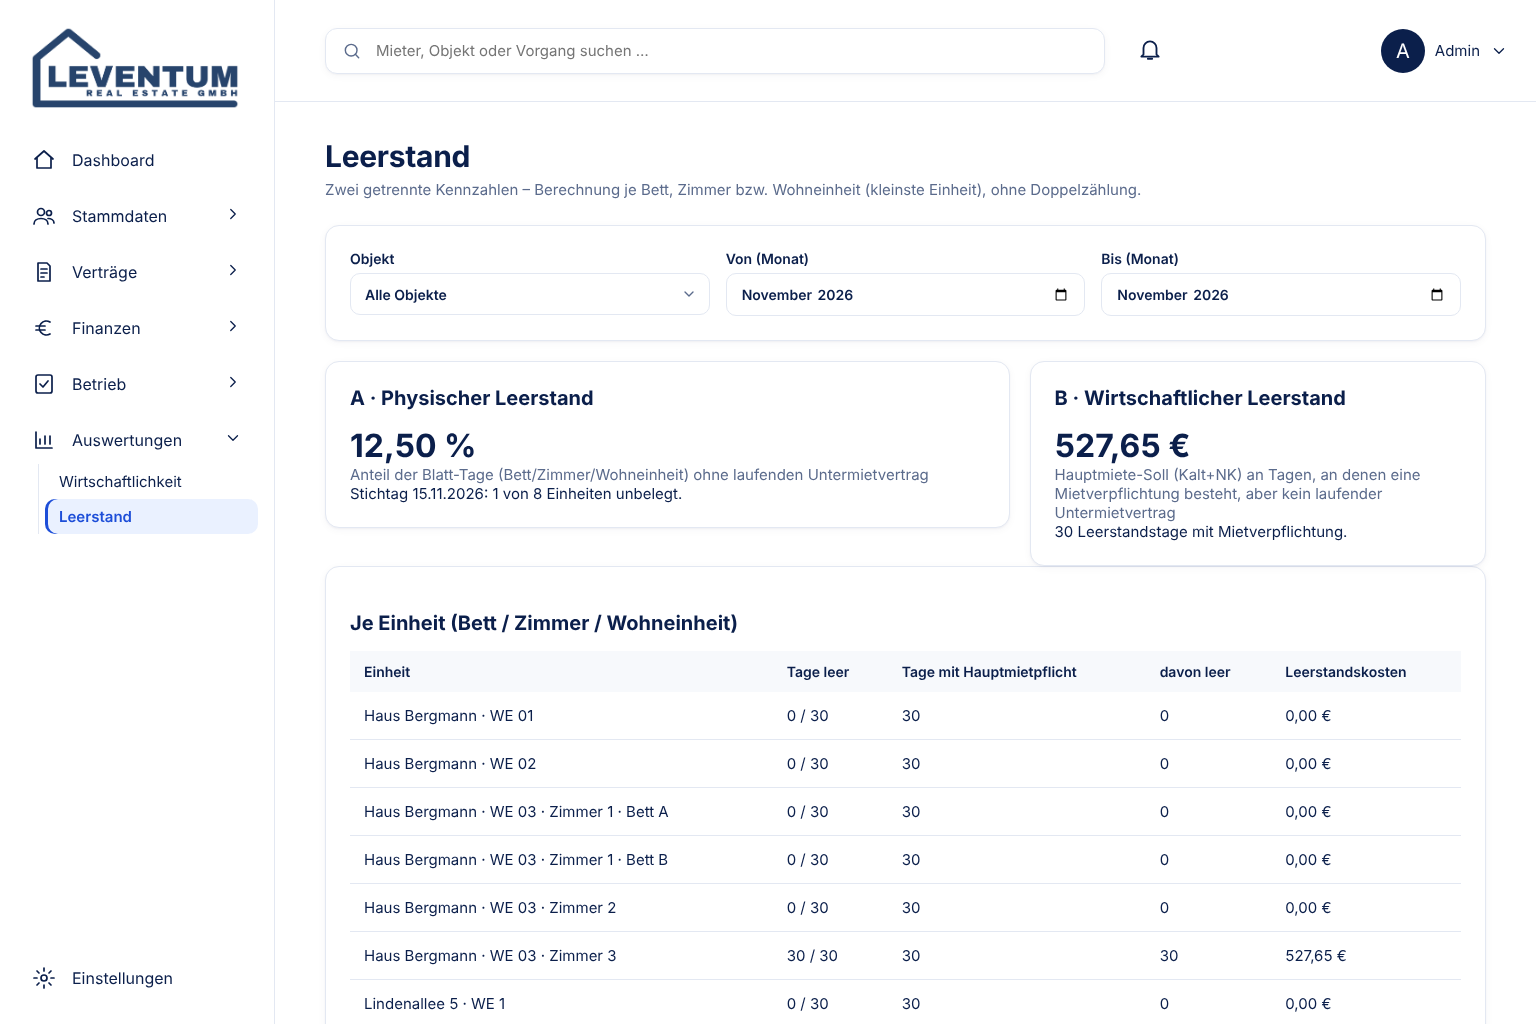 LEVENTUM
REAL ESTATE GMBH
Mieter, Objekt oder Vorgang suchen ...
A
Admin
Dashboard
Stammdaten
Verträge
Finanzen
Betrieb
Auswertungen
Wirtschaftlichkeit
Leerstand
Einstellungen
Leerstand
Zwei getrennte Kennzahlen – Berechnung je Bett, Zimmer bzw. Wohneinheit (kleinste Einheit), ohne Doppelzählung.
Objekt Von (Monat) Bis (Monat)
Alle Objekte November 2026 November 2026
A · Physischer Leerstand
12,50 %
Anteil der Blatt-Tage (Bett/Zimmer/Wohneinheit) ohne laufenden Untermietvertrag
Stichtag 15.11.2026: 1 von 8 Einheiten unbelegt.
B · Wirtschaftlicher Leerstand
527,65 €
Hauptmiete-Soll (Kalt+NK) an Tagen, an denen eine
Mietverpflichtung besteht, aber kein laufender
Untermietvertrag
30 Leerstandstage mit Mietverpflichtung.
Je Einheit (Bett / Zimmer / Wohneinheit)
Einheit Tage leer Tage mit Hauptmietpflicht davon leer Leerstandskosten
Haus Bergmann · WE 01 0 / 30 30 0 0,00 €
Haus Bergmann · WE 02 0 / 30 30 0 0,00 €
Haus Bergmann · WE 03 · Zimmer 1 · Bett A 0 / 30 30 0 0,00 €
Haus Bergmann · WE 03 · Zimmer 1 · Bett B 0 / 30 30 0 0,00 €
Haus Bergmann · WE 03 · Zimmer 2 0 / 30 30 0 0,00 €
Haus Bergmann · WE 03 · Zimmer 3 30 / 30 30 30 527,65 €
Lindenallee 5 · WE 1 0 / 30 30 0 0,00 €